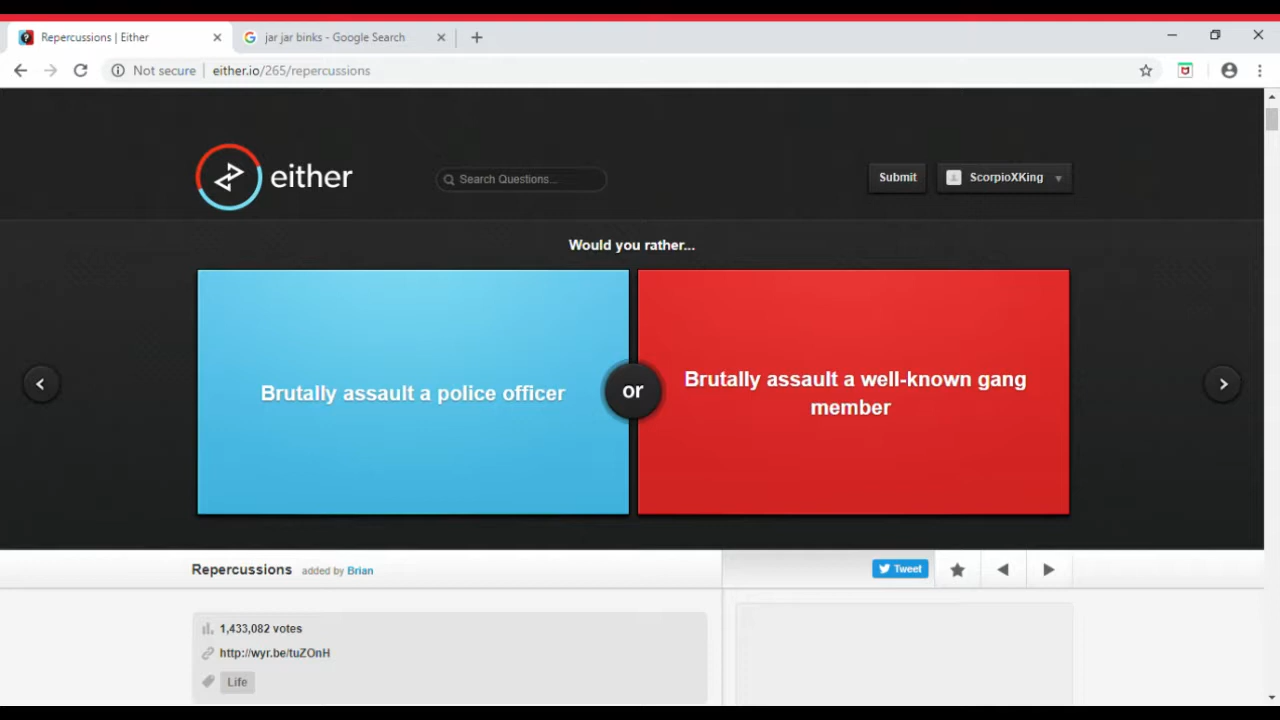 Repercussions | Either
jar jar binks - Google Search
Not secure
either.io/265/repercussions
either
Search Questions...
Submit
ScorpioXKing
Would you rather...
Brutally assault a police officer
or
Brutally assault a well-known gang
member
Repercussions added by Brian
Tweet
1,433,082 votes
http://wyr.be/tuZOnH
Life